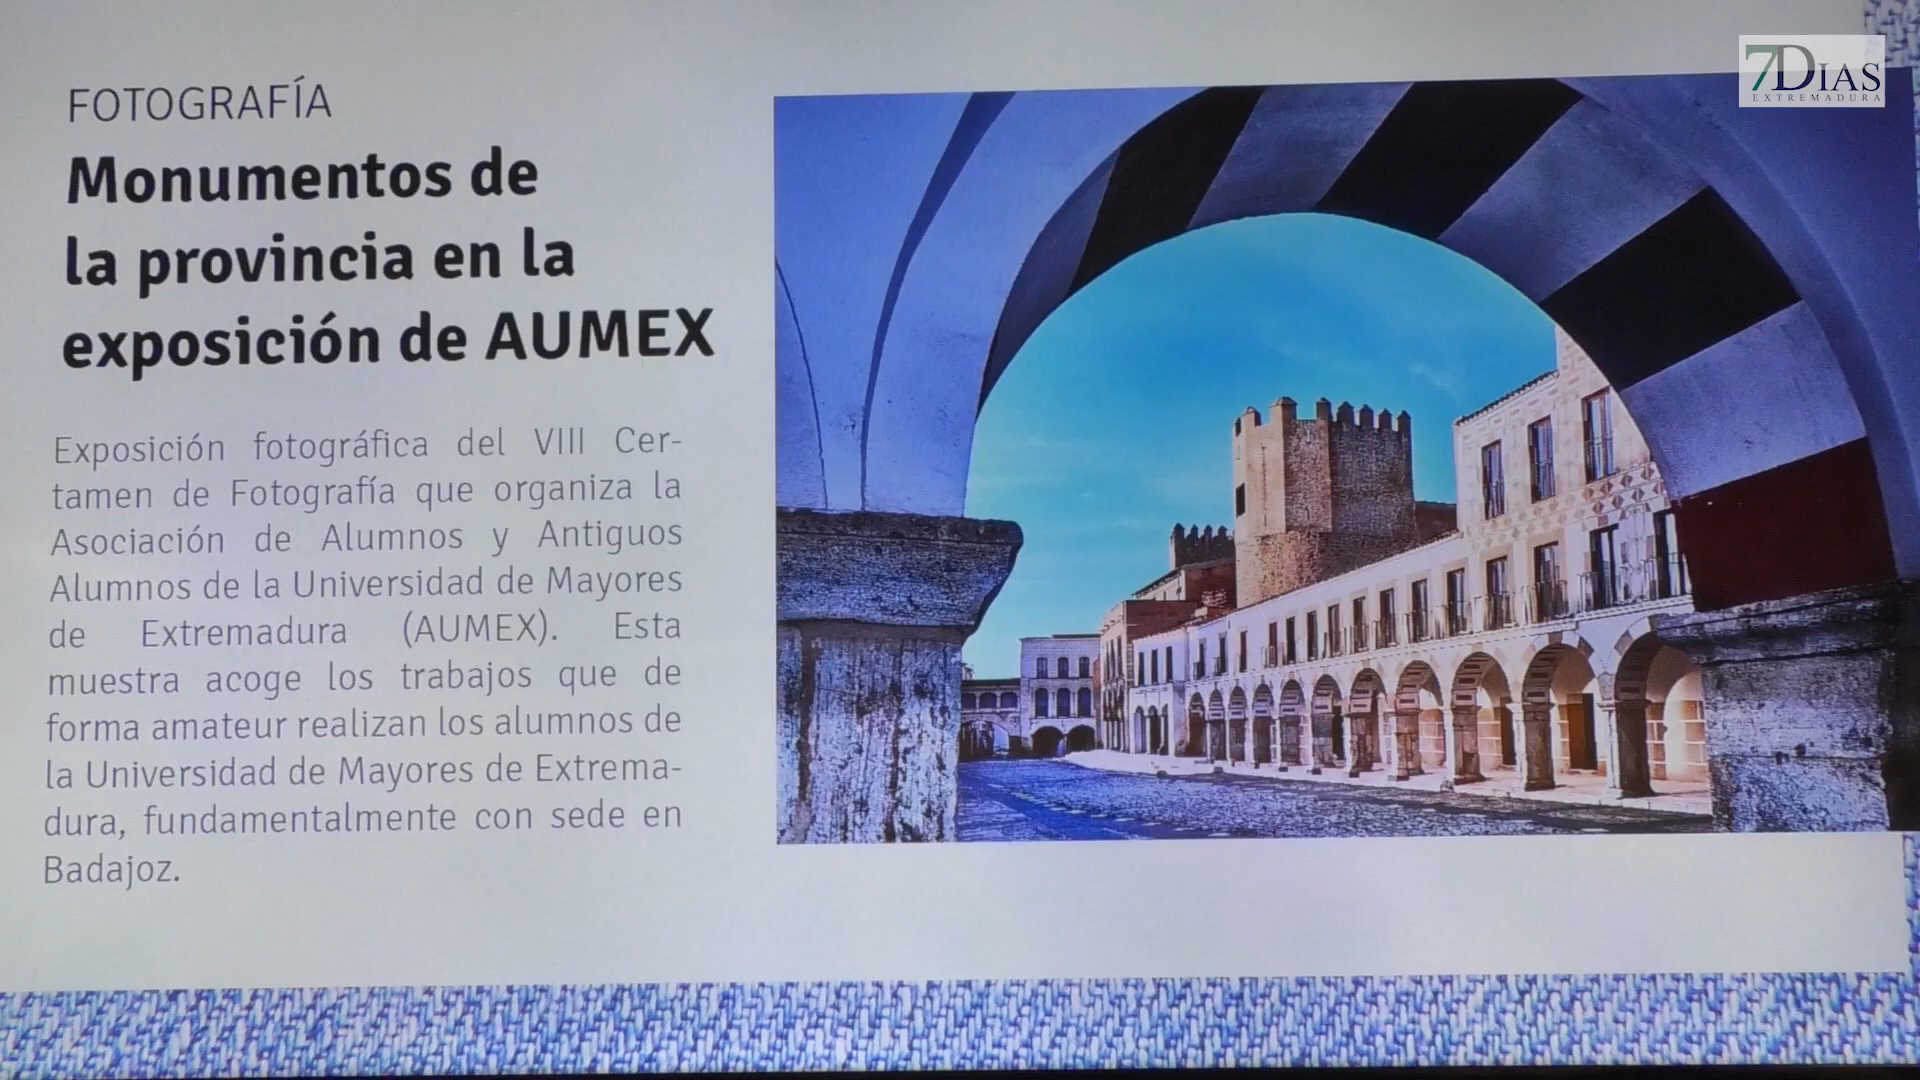 7DIAS
EXTREMADURA
FOTOGRAFÍA
Monumentos de
la provincia en la
exposición de AUMEX
Exposición fotográfica del VIII Cer-
tamen de Fotografía que organiza la
Asociación de Alumnos y Antiguos
Alumnos de la Universidad de Mayores
de Extremadura (AUMEX). Esta
muestra acoge los trabajos que de
forma amateur realizan los alumnos de
la Universidad de Mayores de Extrema-
dura, fundamentalmente con sede en
Badajoz.